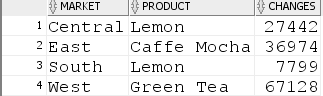 MARKET PRODUCT CHANGES
1 Central Lemon 27442
2 East Caffe Mocha 36974
3 South Lemon 7799
4 West Green Tea 67128